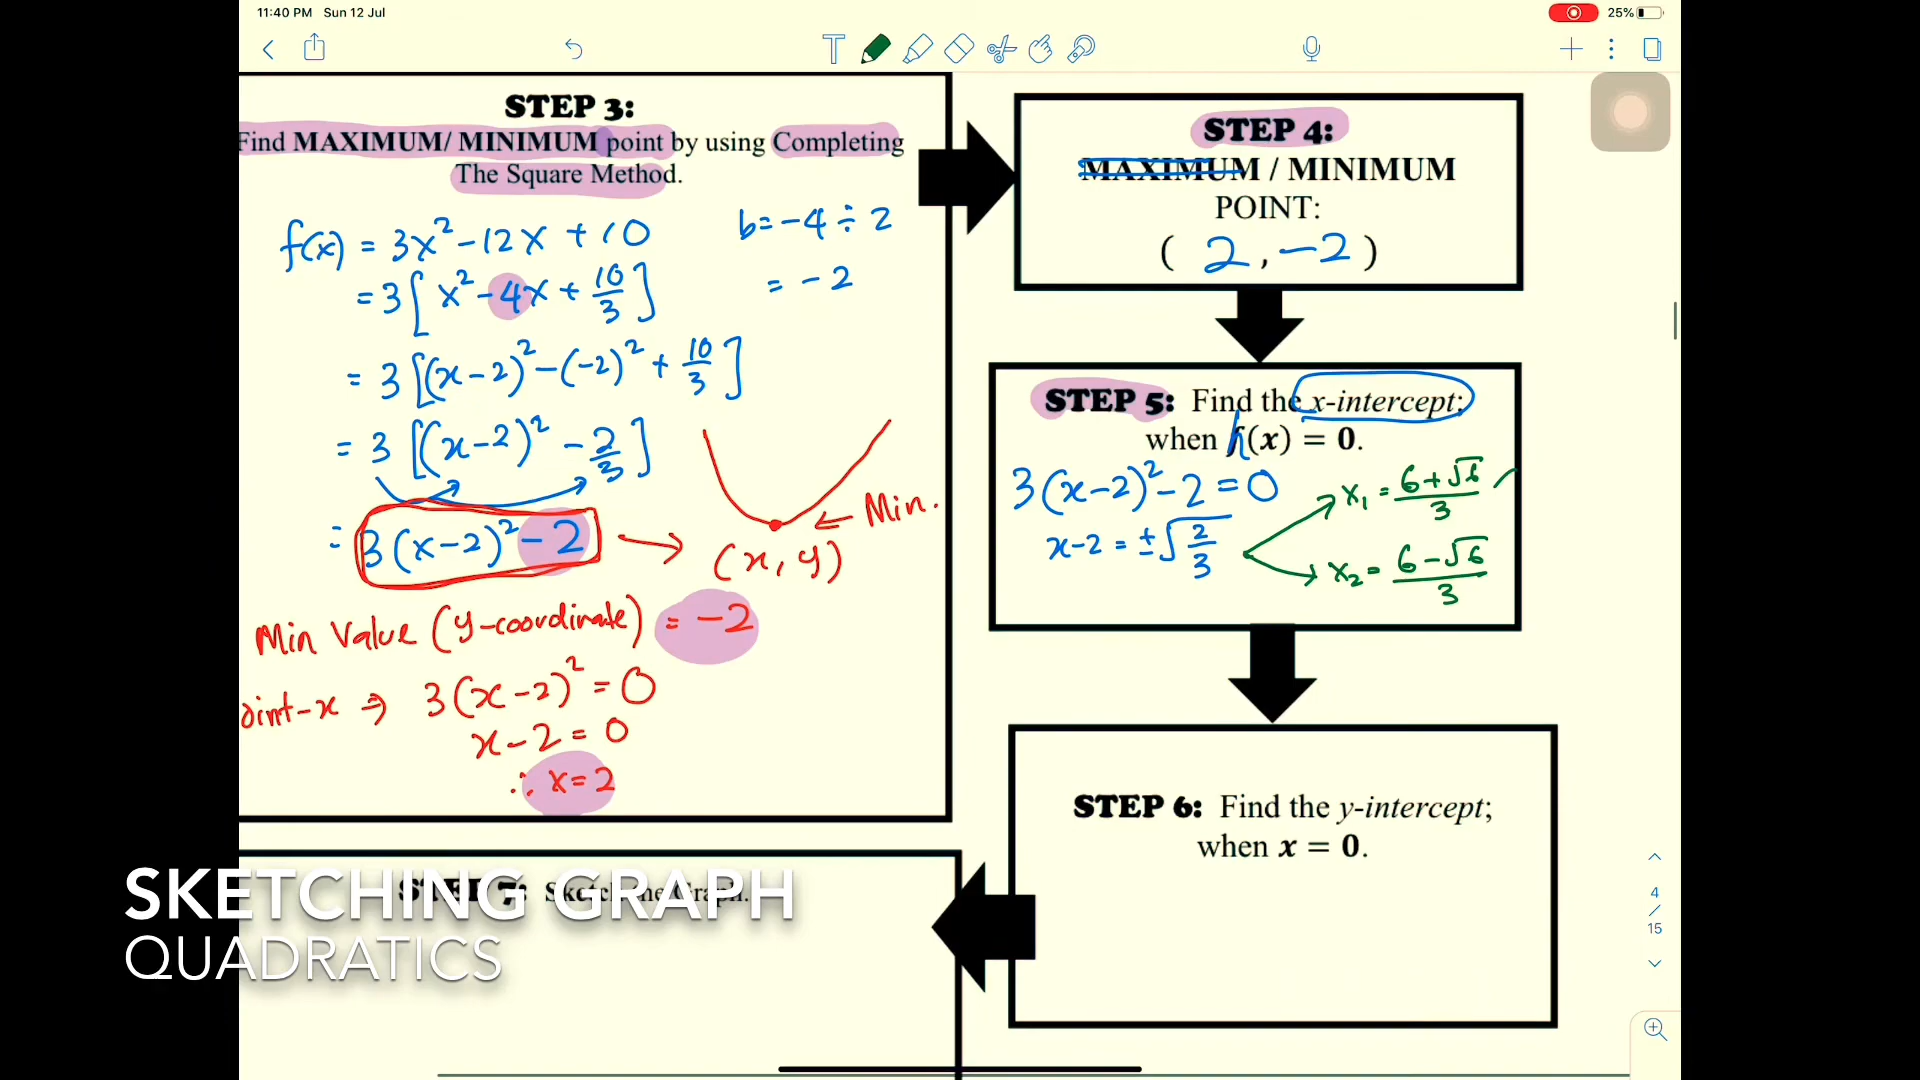 11:40 PM Sun 12 Jul
25%
STEP 3:
Find MAXIMUM/ MINIMUM point by using Completing
The Square Method.
f(x) = 3x² - 12x + 10
= 3[x² - 4x + 10/3]
= 3[(x-2)² - (-2)² + 10/3]
= 3[(x-2)² - 2/3]
= 3(x-2)² - 2
b = -4 ÷ 2
= -2
← Min.
(x, y)
Min Value (y-coordinate) = -2
oint-x ⇒ 3(x-2)² = 0
x-2 = 0
∴ x = 2
STEP 4:
MAXIMUM / MINIMUM
POINT:
( 2, -2 )
STEP 5: Find the x-intercept;
when h(x) = 0.
3(x-2)² - 2 = 0
x-2 = ±√2/3
x₁ = 6+√6/3
x₂ = 6-√6/3
STEP 6: Find the y-intercept;
when x = 0.
STEP 7: Sketch the Graph.
SKETCHING GRAPH
QUADRATICS
4
/
15